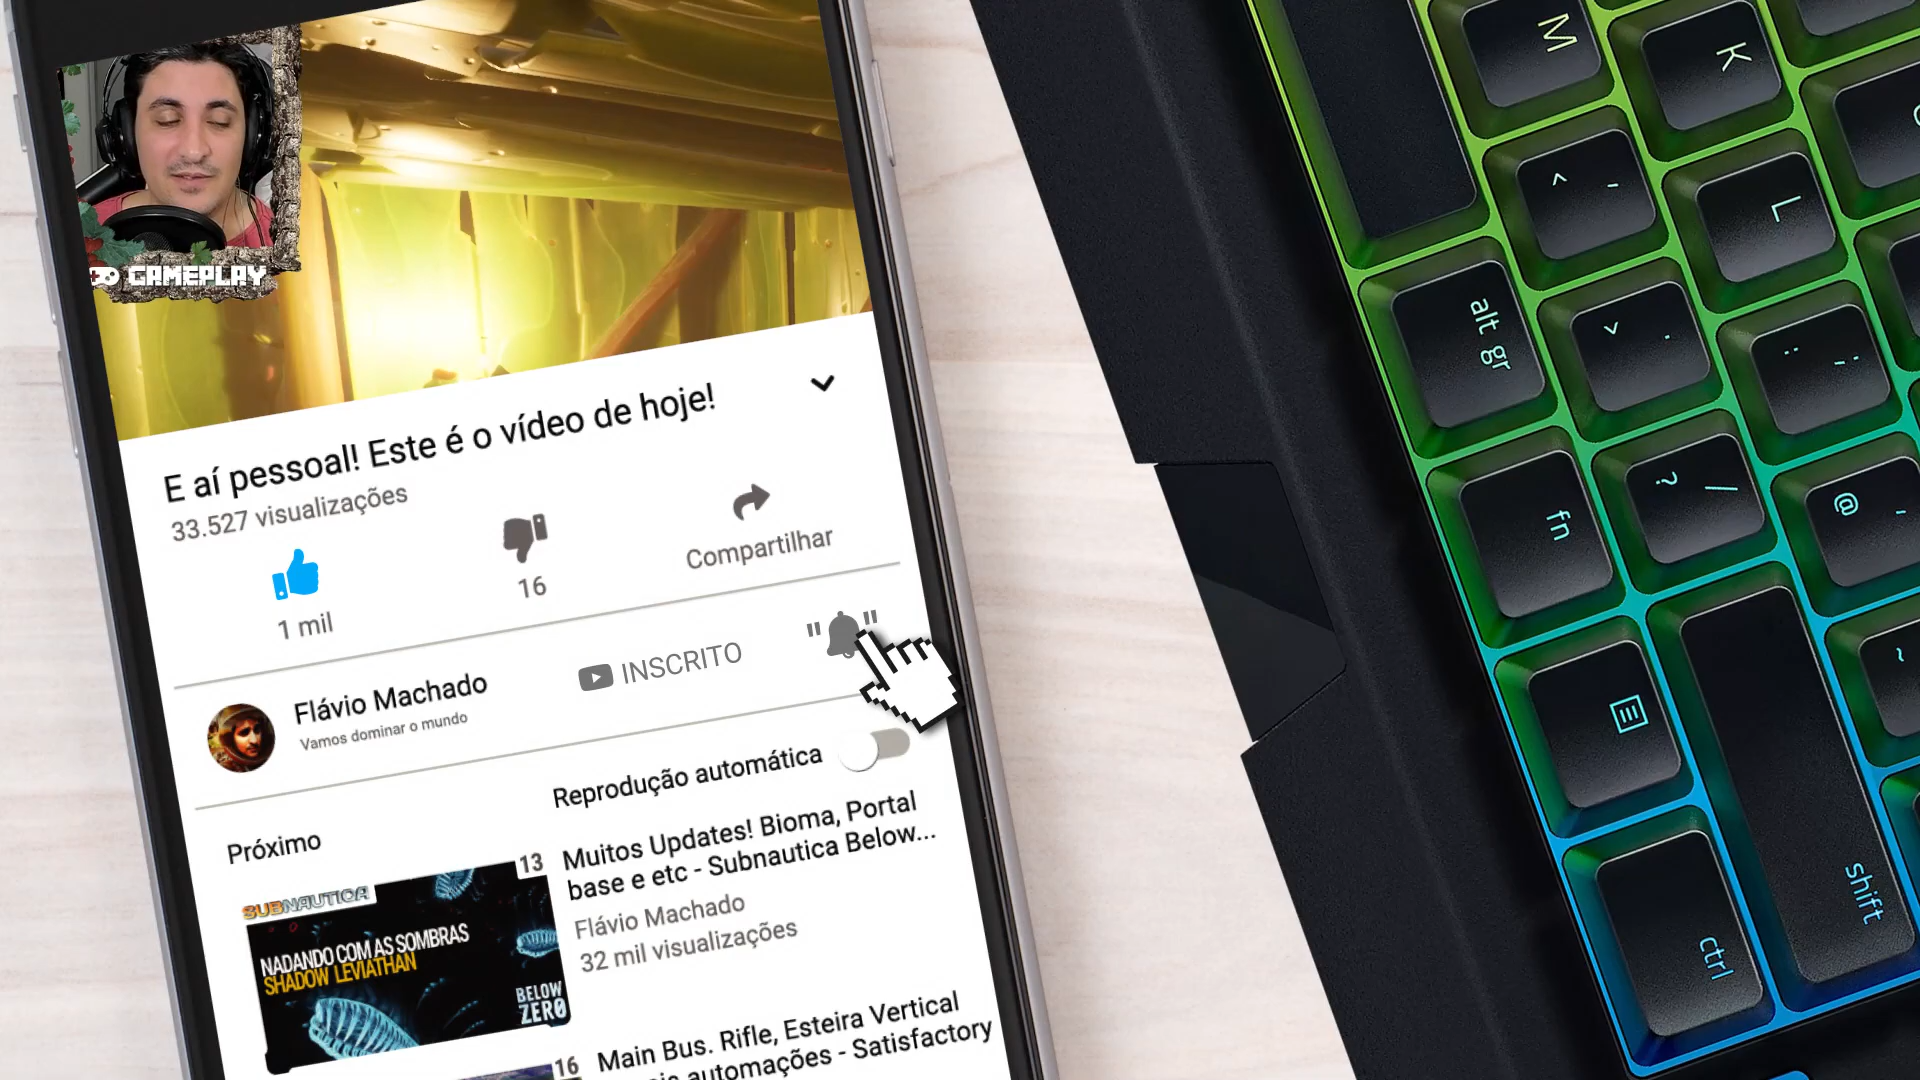 GAMEPLAY
E aí pessoal! Este é o vídeo de hoje!
33.527 visualizações
1 mil
16
Compartilhar
Flávio Machado
Vamos dominar o mundo
INSCRITO
Reprodução automática
Próximo
13
SUBNAUTICA
NADANDO COM AS SOMBRAS
SHADOW LEVIATHAN
BELOW
ZERO
Muitos Updates! Bioma, Portal
base e etc - Subnautica Below...
Flávio Machado
32 mil visualizações
16
Main Bus. Rifle, Esteira Vertical
automações - Satisfactory
M
K
^
L
alt gr
fn
?
/
@
shift
ctrl